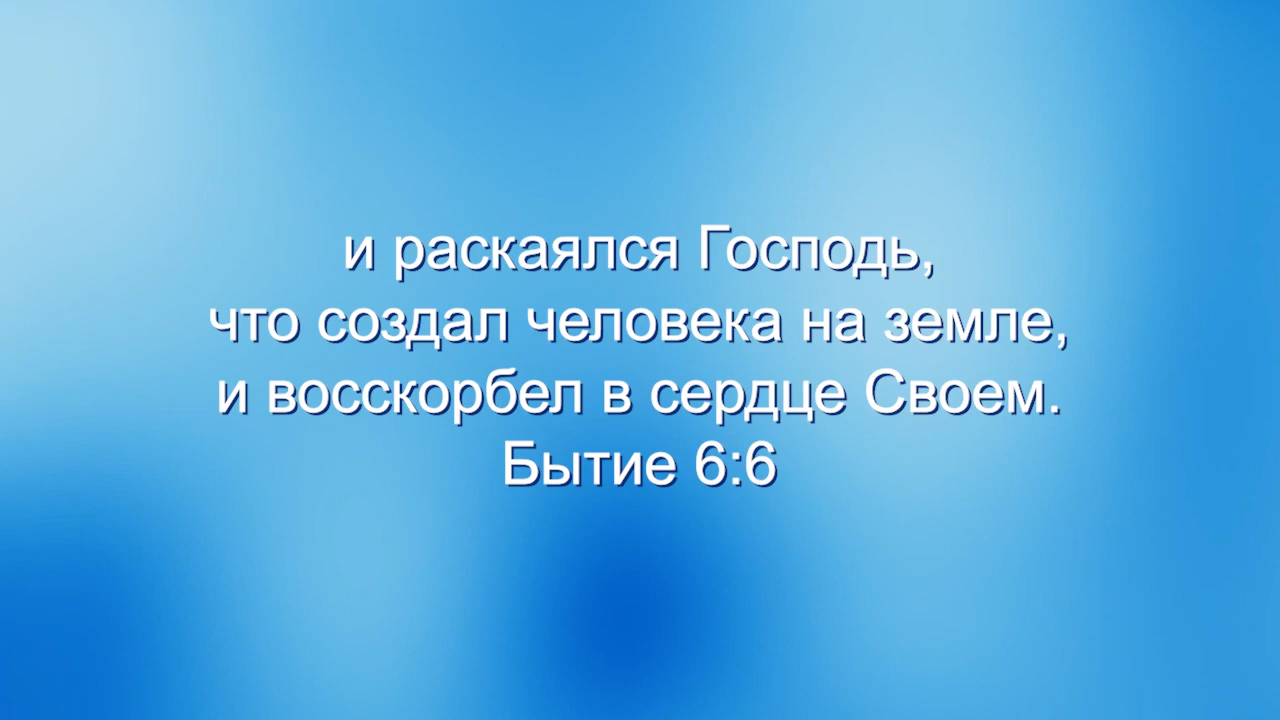 и раскаялся Господь,
что создал человека на земле,
и восскорбел в сердце Своем.
Бытие 6:6